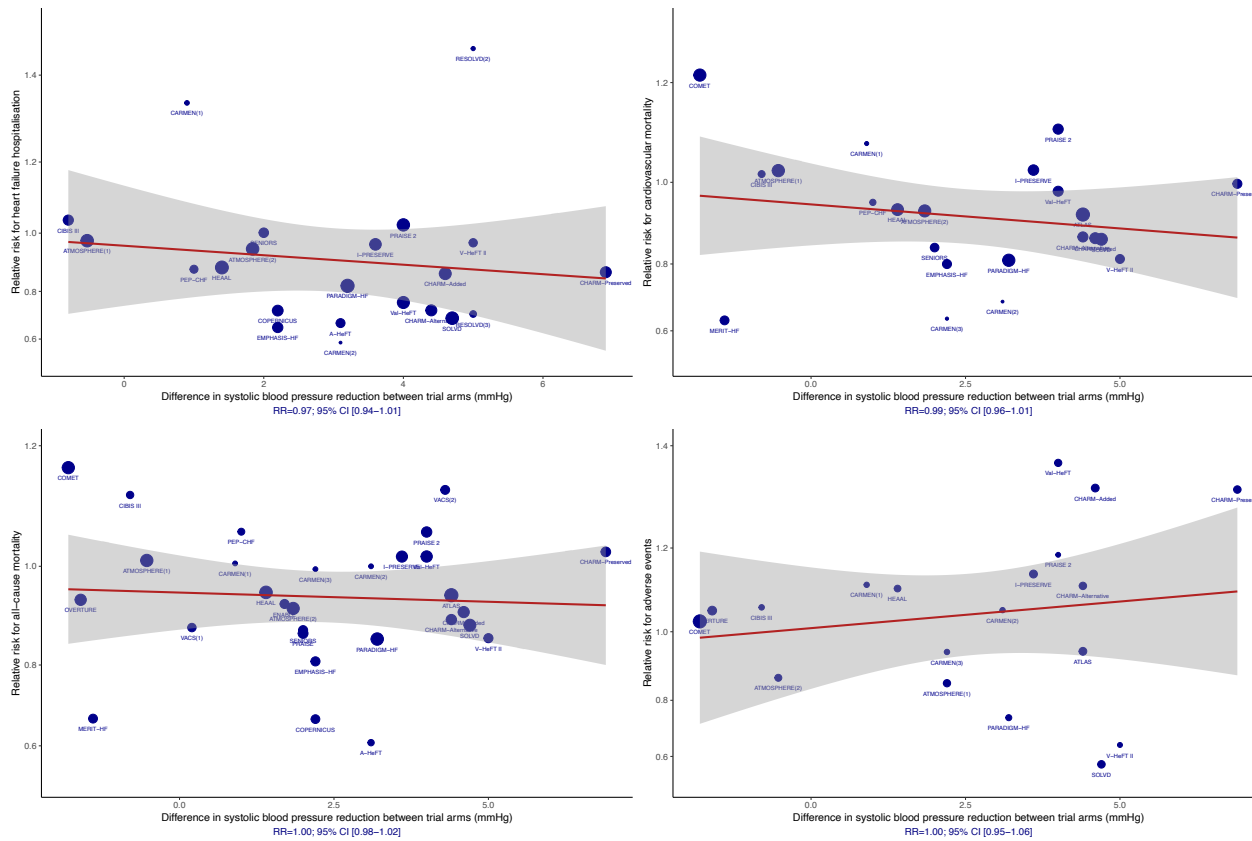 Relative risk for heart failure hospitalisation
1.4
1.2
1.0
0.8
0.6
RESOLVD(2)
CARMEN(1)
CIBIS III
PRAISE 2
SENIORS
ATMOSPHERE(1)
V−HeFT II
I−PRESERVE
ATMOSPHERE(2)
PEP−CHF
HEAAL
CHARM−Added
CHARM−Preserved
PARADIGM−HF
Val−HeFT
COPERNICUS
CHARM−Alternative
RESOLVD(3)
SOLVD
EMPHASIS−HF
A−HeFT
CARMEN(2)
0
2
4
6
Difference in systolic blood pressure reduction between trial arms (mmHg)
RR=0.97; 95% CI [0.94−1.01]
Relative risk for cardiovascular mortality
1.2
1.0
0.8
0.6
COMET
PRAISE 2
CARMEN(1)
ATMOSPHERE(1)
CIBIS III
I−PRESERVE
CHARM−Prese
Val−HeFT
PEP−CHF
HEAAL
ATMOSPHERE(2)
ATLAS
CHARM−Alternative
CHARM−Added
SOLVD
SENIORS
EMPHASIS−HF
PARADIGM−HF
V−HeFT II
CARMEN(2)
CARMEN(3)
MERIT−HF
0.0
2.5
5.0
Difference in systolic blood pressure reduction between trial arms (mmHg)
RR=0.99; 95% CI [0.96−1.01]
Relative risk for all−cause mortality
1.2
1.0
0.8
0.6
COMET
CIBIS III
VACS(2)
PEP−CHF
PRAISE 2
I−PRESERVE
Val−HeFT
CHARM−Preserved
ATMOSPHERE(1)
CARMEN(1)
CARMEN(3)
CARMEN(2)
OVERTURE
HEAAL
ATLAS
ATMOSPHERE(2)
CHARM−Added
CHARM−Alternative
SOLVD
VACS(1)
SENIORS
PRAISE
PARADIGM−HF
V−HeFT II
EMPHASIS−HF
MERIT−HF
COPERNICUS
A−HeFT
0.0
2.5
5.0
Difference in systolic blood pressure reduction between trial arms (mmHg)
RR=1.00; 95% CI [0.98−1.02]
Relative risk for adverse events
1.4
1.2
1.0
0.8
0.6
Val−HeFT
CHARM−Added
CHARM−Prese
PRAISE 2
I−PRESERVE
CARMEN(1)
HEAAL
CHARM−Alternative
OVERTURE
CIBIS III
CARMEN(2)
COMET
CARMEN(3)
ATLAS
ATMOSPHERE(2)
ATMOSPHERE(1)
PARADIGM−HF
V−HeFT II
SOLVD
0.0
2.5
5.0
Difference in systolic blood pressure reduction between trial arms (mmHg)
RR=1.00; 95% CI [0.95−1.06]